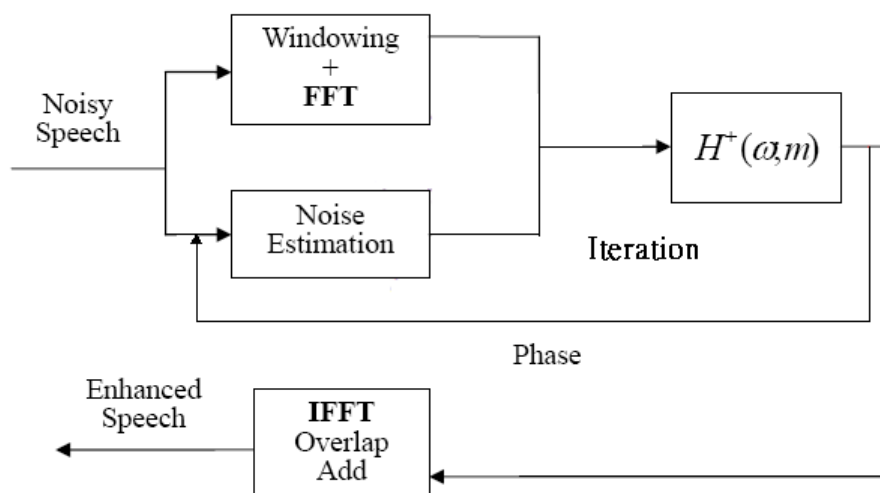 Windowing
+
FFT
Noisy
Speech
H⁺(ω;m)
Noise
Estimation
Iteration
Phase
Enhanced
Speech
IFFT
Overlap
Add